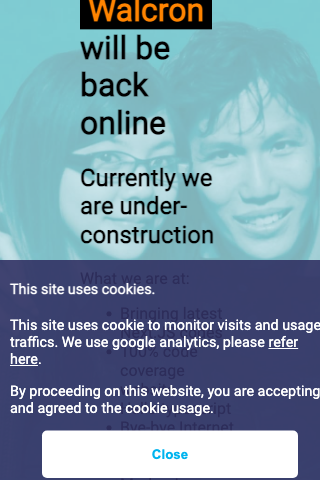 Walcron
will be
back
online
Currently we
are under-
construction
What we are at:
This site uses cookies.
Bringing latest
This site uses cookie to monitor visits and usage
traffics. We use google analytics, please refer
here.
100% code
coverage
By proceeding on this website, you are accepting
and agreed to the cookie usage.
Bye-bye internet
Close